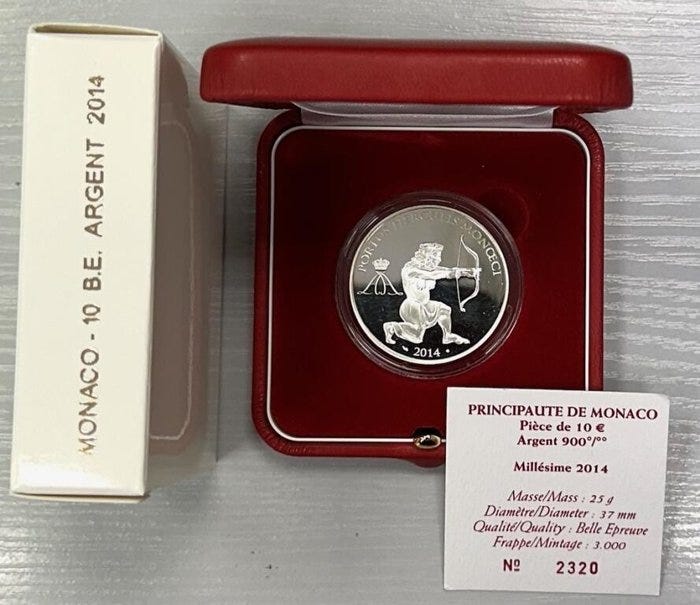 MONACO - 10 B.E. ARGENT 2014
PORTVS HERCVLIS MONŒCI
2014
PRINCIPAUTE DE MONACO
Pièce de 10 €
Argent 900°/°°
Millésime 2014
Masse/Mass : 25 g
Diamètre/Diameter : 37 mm
Qualité/Quality : Belle Epreuve
Frappe/Mintage : 3.000
Nº 2320